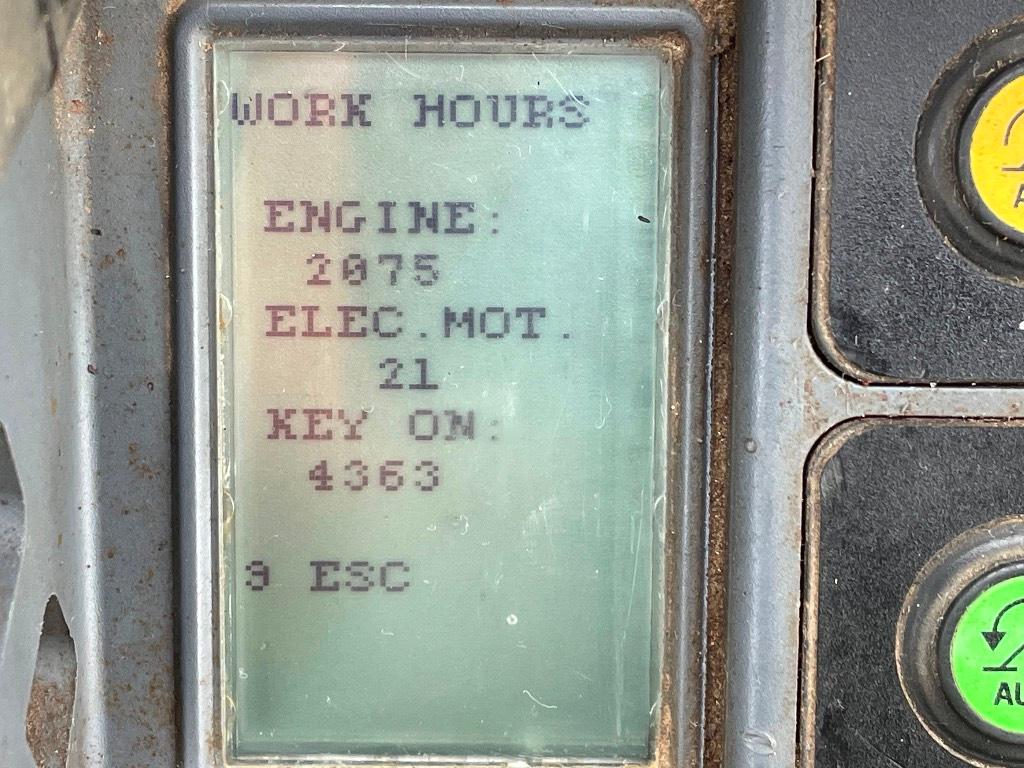 WORK HOURS
ENGINE:
2075
ELEC.MOT.
21
KEY ON:
4363
9 ESC